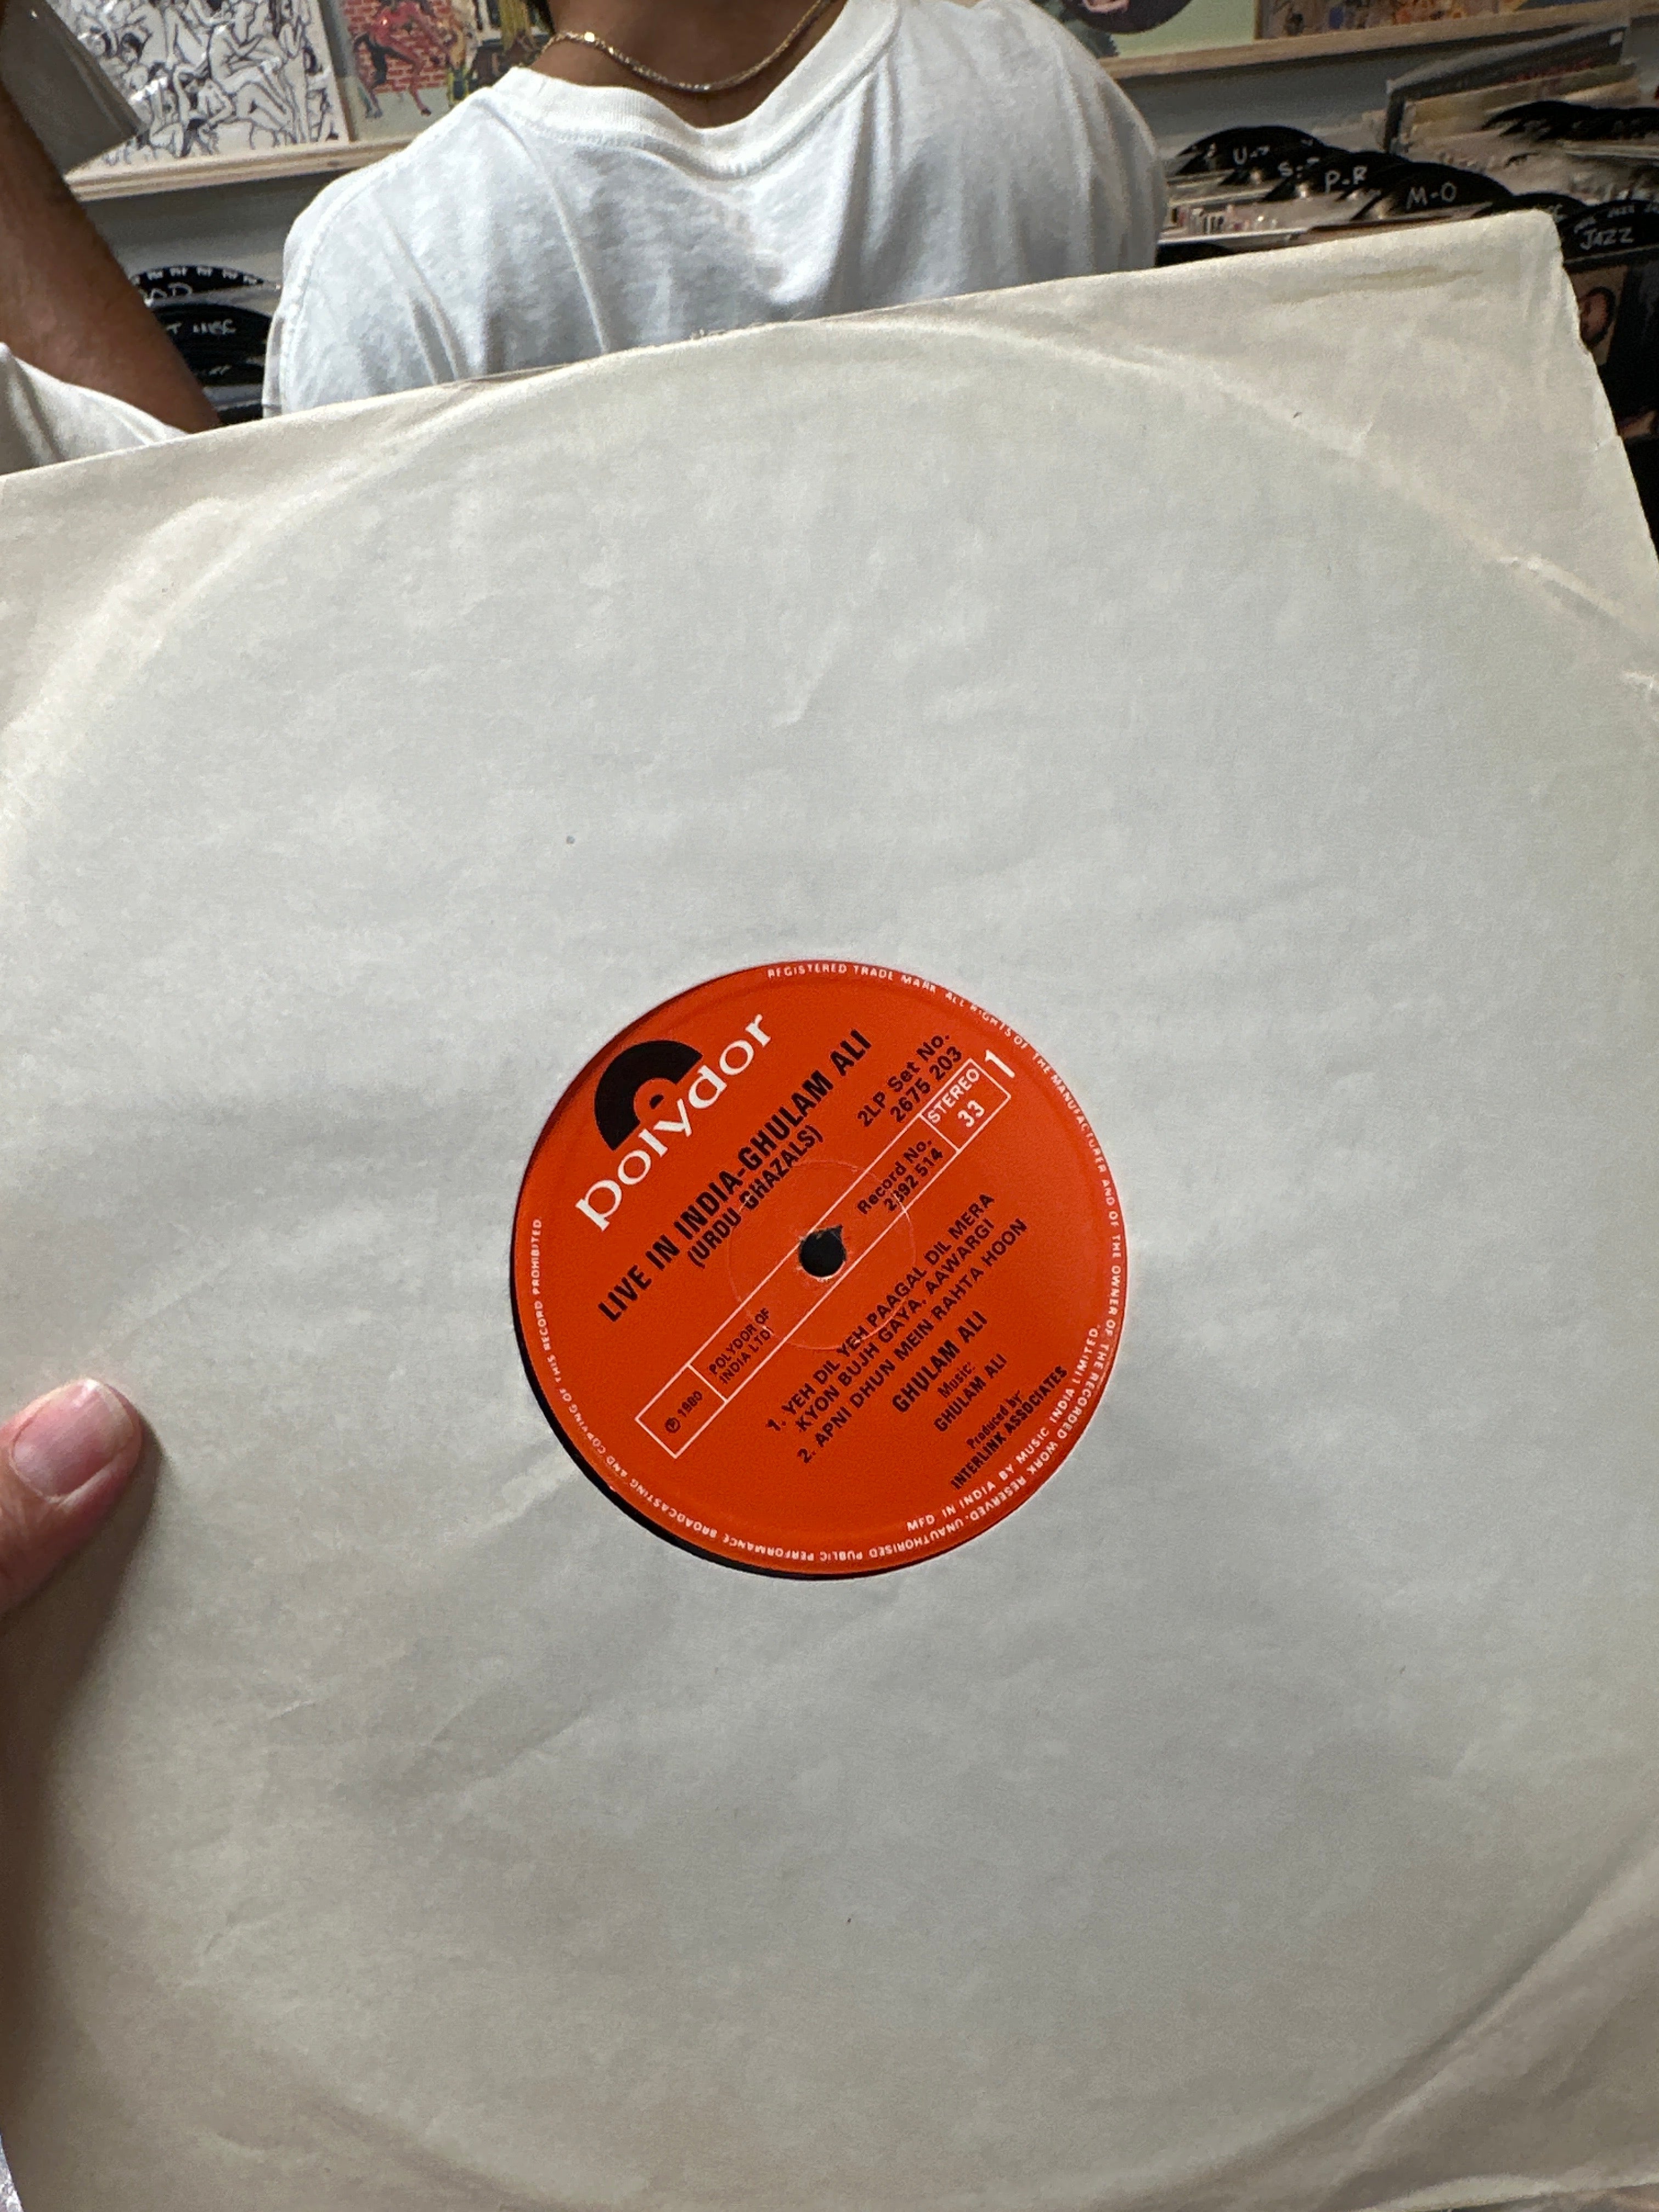 U-Z
P-R
M-O
JAZZ
polydor
LIVE IN INDIA-GHULAM ALI
(URDU GHAZALS)
2LP Set No.
2675 203
STEREO
33
1
Record No.
2392 514
℗ 1980
POLYDOR OF
INDIA LTD
1. YEH DIL YEH PAAGAL DIL MERA
KYON BUJH GAYA, AAWARGI
2. APNI DHUN MEIN RAHTA HOON
GHULAM ALI
Music:
GHULAM ALI
Produced by:
INTERLINK ASSOCIATES
REGISTERED TRADE MARK ALL RIGHTS OF THE MANUFACTURER AND OF THE OWNER OF THE RECORDED WORK RESERVED. UNAUTHORISED PUBLIC PERFORMANCE BROADCASTING AND COPYING OF THIS RECORD PROHIBITED.
MFD. IN INDIA BY MUSIC INDIA LIMITED.